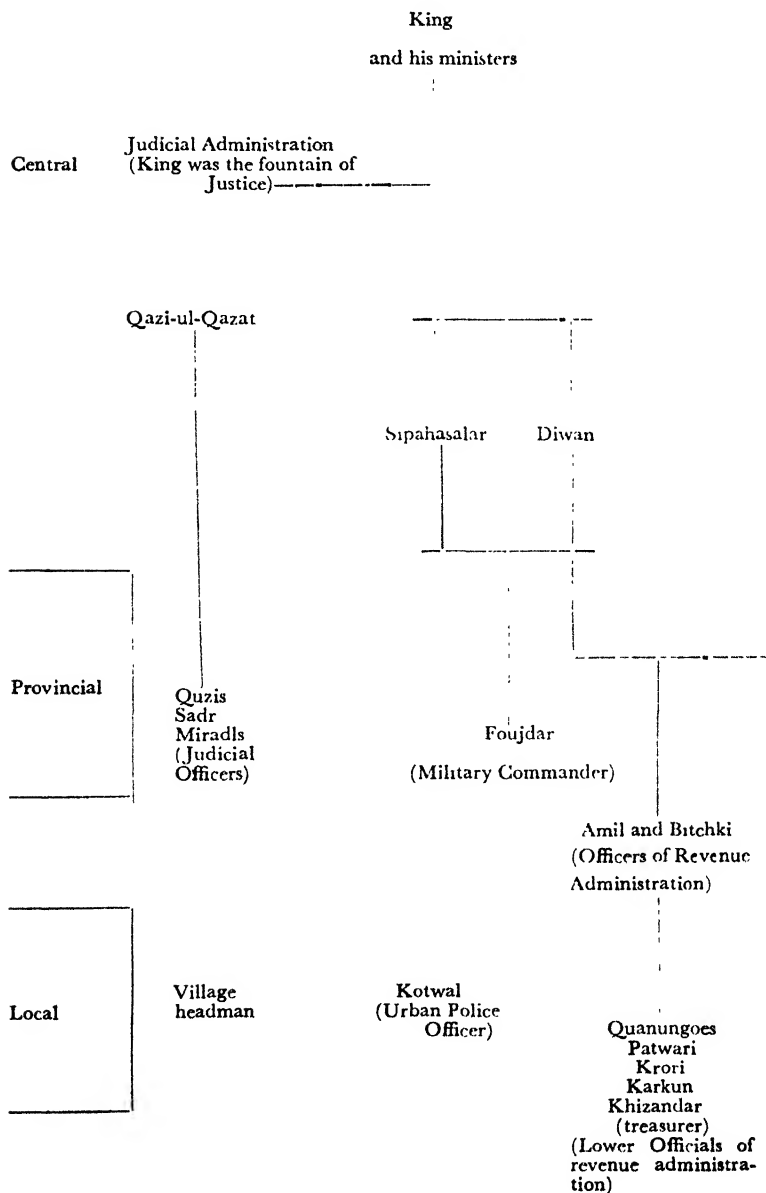 King
and his ministers
Central
Judicial Administration
(King was the fountain of
Justice)
Qazi-ul-Qazat
Sipahasalar Diwan
Provincial
Quzis
Sadr
Miradls
(Judicial
Officers)
Foujdar
(Military Commander)
Amil and Bitchki
(Officers of Revenue
Administration)
Local
Village
headman
Kotwal
(Urban Police
Officer)
Quanungoes
Patwari
Krori
Karkun
Khizandar
(treasurer)
(Lower Officials of
revenue administra-
tion)